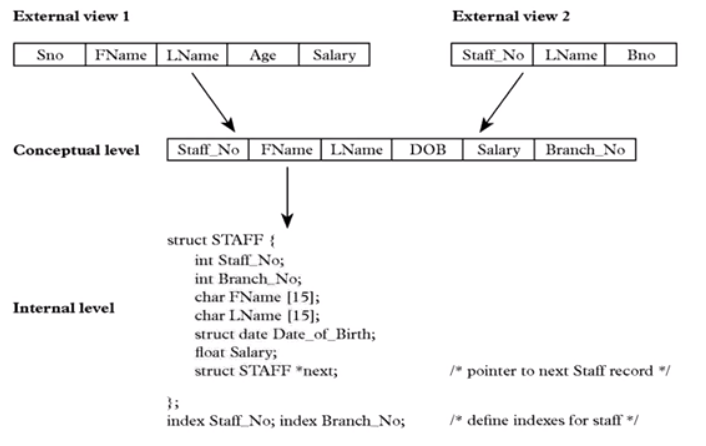 External view 1 External view 2
Sno FName LName Age Salary Staff_No LName Bno
Conceptual level Staff_No FName LName DOB Salary Branch_No
struct STAFF {
int Staff_No;
int Branch_No;
char FName [15];
Internal level char LName [15];
struct date Date_of_Birth;
float Salary;
struct STAFF *next; /* pointer to next Staff record */
};
index Staff_No; index Branch_No; /* define indexes for staff */